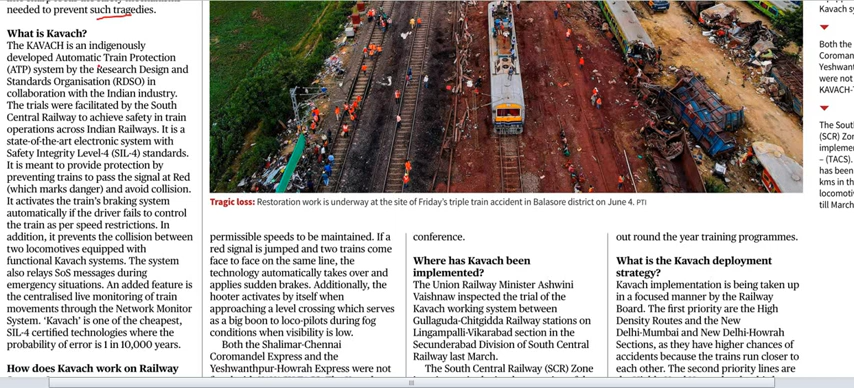 needed to prevent such tragedies.
What is Kavach?
The KAVACH is an indigenously
developed Automatic Train Protection
(ATP) system by the Research Design and
Standards Organisation (RDSO) in
collaboration with the Indian industry.
The trials were facilitated by the South
Central Railway to achieve safety in train
operations across Indian Railways. It is a
state-of-the-art electronic system with
Safety Integrity Level-4 (SIL-4) standards.
It is meant to provide protection by
preventing trains to pass the signal at Red
(which marks danger) and avoid collision.
It activates the train's braking system
automatically if the driver fails to control
the train as per speed restrictions. In
addition, it prevents the collision between
two locomotives equipped with
functional Kavach systems. The system
also relays SoS messages during
emergency situations. An added feature is
the centralised live monitoring of train
movements through the Network Monitor
System. 'Kavach' is one of the cheapest,
SIL-4 certified technologies where the
probability of error is 1 in 10,000 years.
How does Kavach work on Railway
Tragic loss: Restoration work is underway at the site of Friday's triple train accident in Balasore district on June 4. PTI
permissible speeds to be maintained. If a
red signal is jumped and two trains come
face to face on the same line, the
technology automatically takes over and
applies sudden brakes. Additionally, the
hooter activates by itself when
approaching a level crossing which serves
as a big boon to loco-pilots during fog
conditions when visibility is low.
Both the Shalimar-Chennai
Coromandel Express and the
Yeshwanthpur-Howrah Express were not
conference.
Where has Kavach been
implemented?
The Union Railway Minister Ashwini
Vaishnaw inspected the trial of the
Kavach working system between
Gullaguda-Chitgidda Railway stations on
Lingampalli-Vikarabad section in the
Secunderabad Division of South Central
Railway last March.
The South Central Railway (SCR) Zone
out round the year training programmes.
What is the Kavach deployment
strategy?
Kavach implementation is being taken up
in a focused manner by the Railway
Board. The first priority are the High
Density Routes and the New
Delhi-Mumbai and New Delhi-Howrah
Sections, as they have higher chances of
accidents because the trains run closer to
each other. The second priority lines are
Kavach sy
Both the
Coroman
Yeshwant
were not
KAVACH-
The Sout
(SCR) Zon
implemen
– (TACS).
has been
kms in th
locomotiv
till March